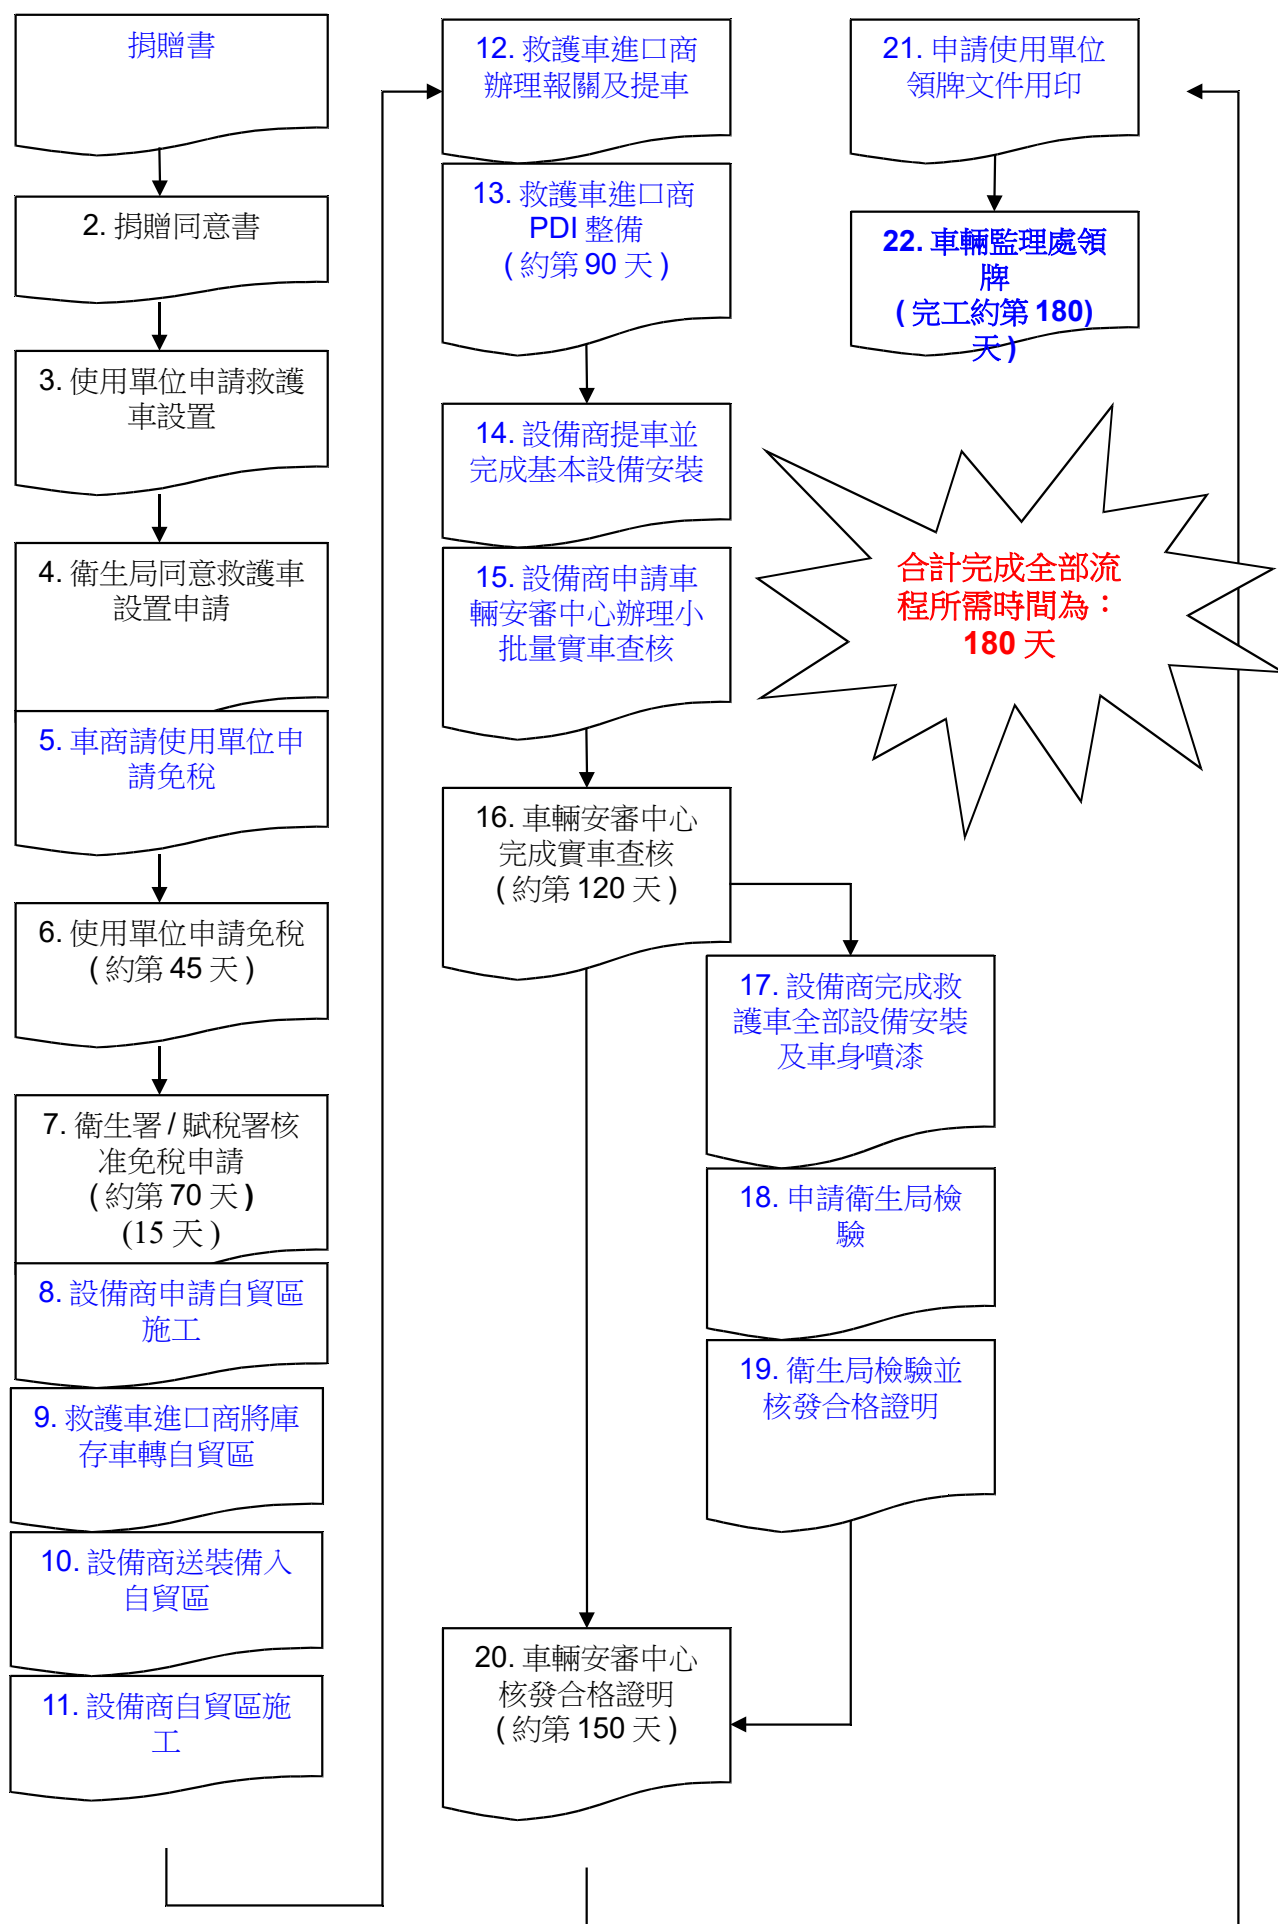 捐贈書
2. 捐贈同意書
3. 使用單位申請救護
車設置
4. 衛生局同意救護車
設置申請
5. 車商請使用單位申
請免稅
6. 使用單位申請免稅
( 約第 45 天 )
7. 衛生署 / 賦稅署核
准免稅申請
( 約第 70 天 )
(15 天 )
8. 設備商申請自貿區
施工
9. 救護車進口商將庫
存車轉自貿區
10. 設備商送裝備入
自貿區
11. 設備商自貿區施
工
12. 救護車進口商
辦理報關及提車
13. 救護車進口商
PDI 整備
( 約第 90 天 )
14. 設備商提車並
完成基本設備安裝
15. 設備商申請車
輛安審中心辦理小
批量實車查核
16. 車輛安審中心
完成實車查核
( 約第 120 天 )
17. 設備商完成救
護車全部設備安裝
及車身噴漆
18. 申請衛生局檢
驗
19. 衛生局檢驗並
核發合格證明
20. 車輛安審中心
核發合格證明
( 約第 150 天 )
21. 申請使用單位
領牌文件用印
22. 車輛監理處領
牌
( 完工約第 180)
天 )
合計完成全部流
程所需時間為：
180 天